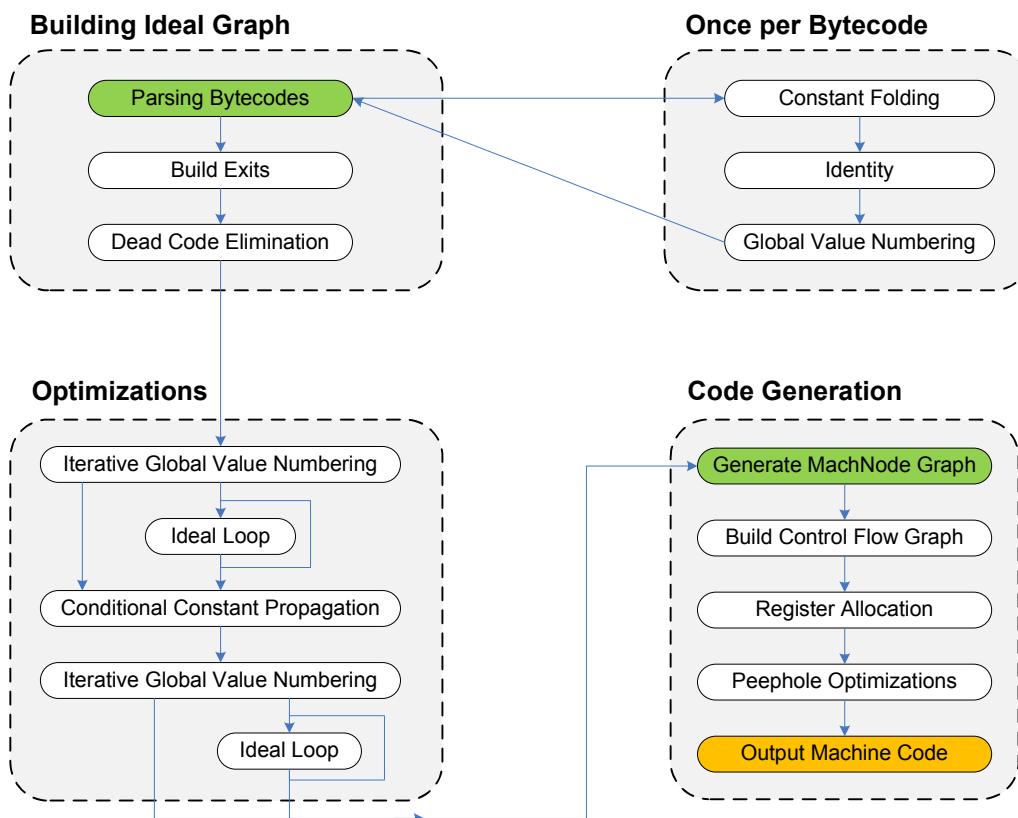 Building Ideal Graph
Parsing Bytecodes
Build Exits
Dead Code Elimination
Once per Bytecode
Constant Folding
Identity
Global Value Numbering
Optimizations
Iterative Global Value Numbering
Ideal Loop
Conditional Constant Propagation
Iterative Global Value Numbering
Ideal Loop
Code Generation
Generate MachNode Graph
Build Control Flow Graph
Register Allocation
Peephole Optimizations
Output Machine Code